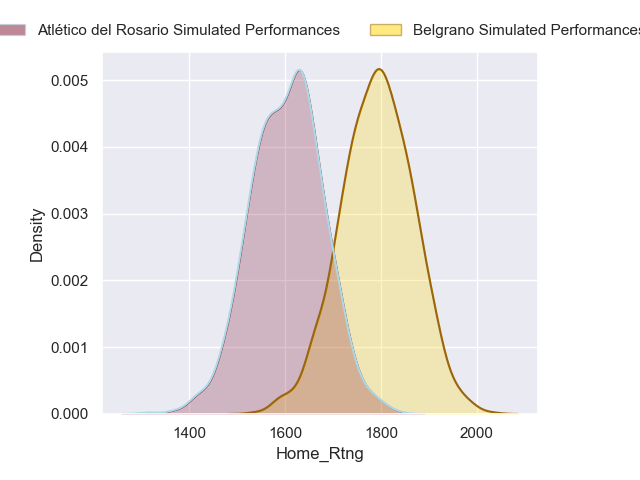 Atlético del Rosario Simulated Performances Belgrano Simulated Performances
0.005
0.004
0.003
0.002
0.001
0.000
Density
1400 1600 1800 2000
Home_Rtng